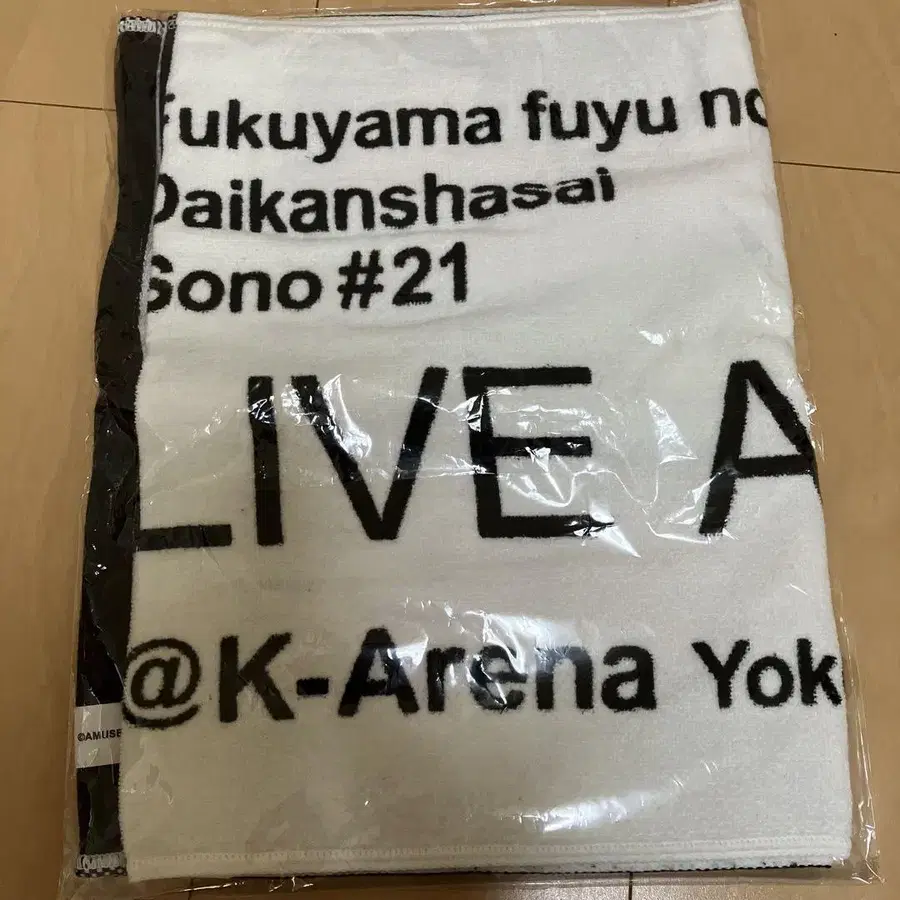 Fukuyama fuyu no
Daikanshasai
Sono #21
LIVE A
@K-Arena Yok
©AMUSE